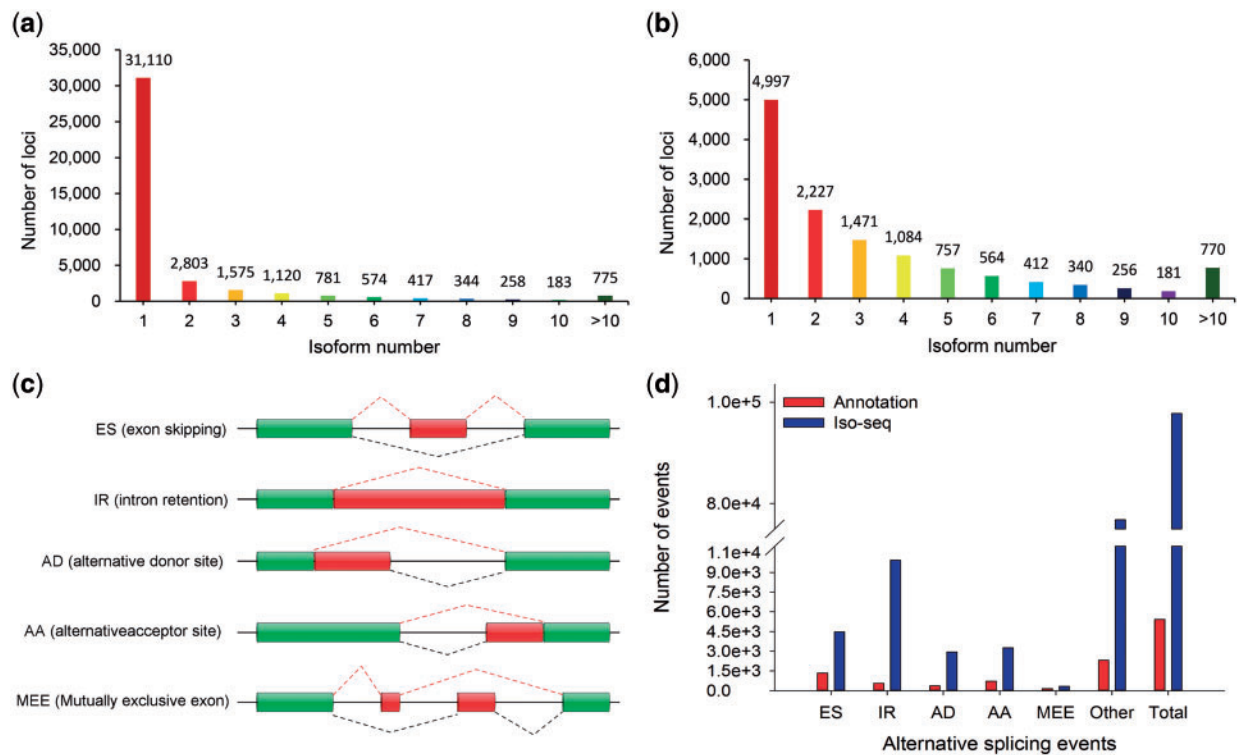 (a)
Number of loci
35,000
30,000
25,000
20,000
15,000
10,000
5,000
0
31,110
2,803
1,575
1,120
781
574
417
344
258
183
775
1 2 3 4 5 6 7 8 9 10 >10
Isoform number
(b)
Number of loci
6,000
5,000
4,000
3,000
2,000
1,000
0
4,997
2,227
1,471
1,084
757
564
412
340
256
181
770
1 2 3 4 5 6 7 8 9 10 >10
Isoform number
(c)
ES (exon skipping)
IR (intron retention)
AD (alternative donor site)
AA (alternativeacceptor site)
MEE (Mutually exclusive exon)
(d)
Annotation
Iso-seq
Number of events
1.0e+5
8.0e+4
1.1e+4
9.0e+3
7.5e+3
6.0e+3
4.5e+3
3.0e+3
1.5e+3
0.0
ES IR AD AA MEE Other Total
Alternative splicing events